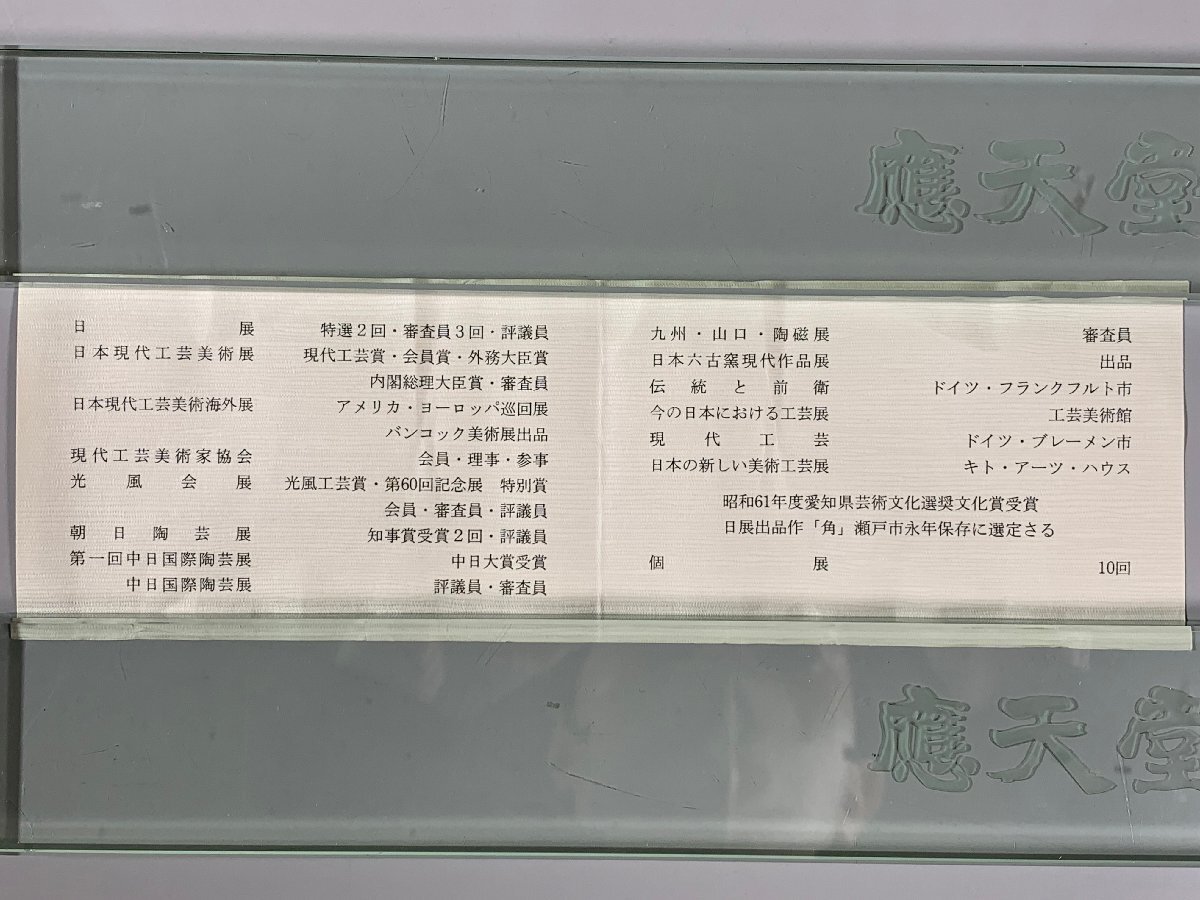 應天堂
日展 特選2回・審査員3回・評議員
日本現代工芸美術展 現代工芸賞・会員賞・外務大臣賞
内閣総理大臣賞・審査員
日本現代工芸美術海外展 アメリカ・ヨーロッパ巡回展
バンコック美術展出品
現代工芸美術家協会 会員・理事・参事
光風会展 光風工芸賞・第60回記念展 特別賞
会員・審査員・評議員
朝日陶芸展 知事賞受賞2回・評議員
第一回中日国際陶芸展 中日大賞受賞
中日国際陶芸展 評議員・審査員
九州・山口・陶磁展 審査員
日本六古窯現代作品展 出品
伝統と前衛 ドイツ・フランクフルト市
今の日本における工芸展 工芸美術館
現代工芸 ドイツ・ブレーメン市
日本の新しい美術工芸展 キト・アーツ・ハウス
昭和61年度愛知県芸術文化選奨文化賞受賞
日展出品作「角」瀬戸市永年保存に選定さる
個展 10回
應天堂